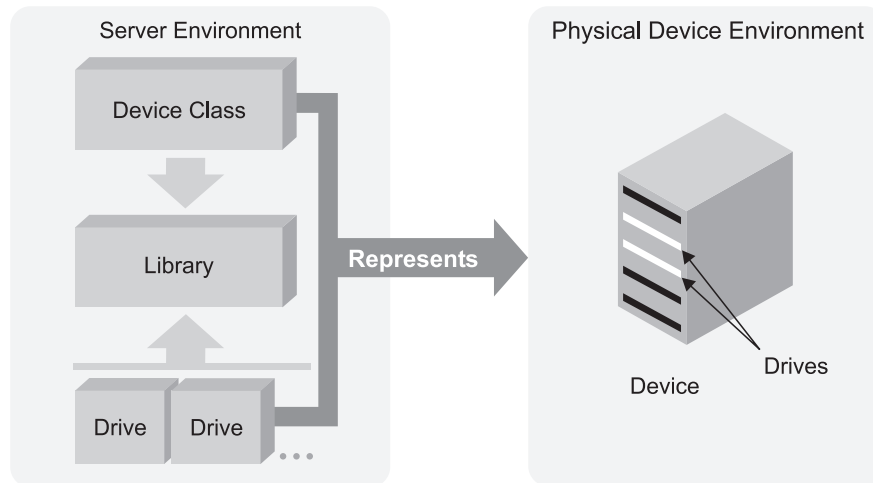 Server Environment
Device Class
Library
Drive
Drive
...
Represents
Physical Device Environment
Drives
Device